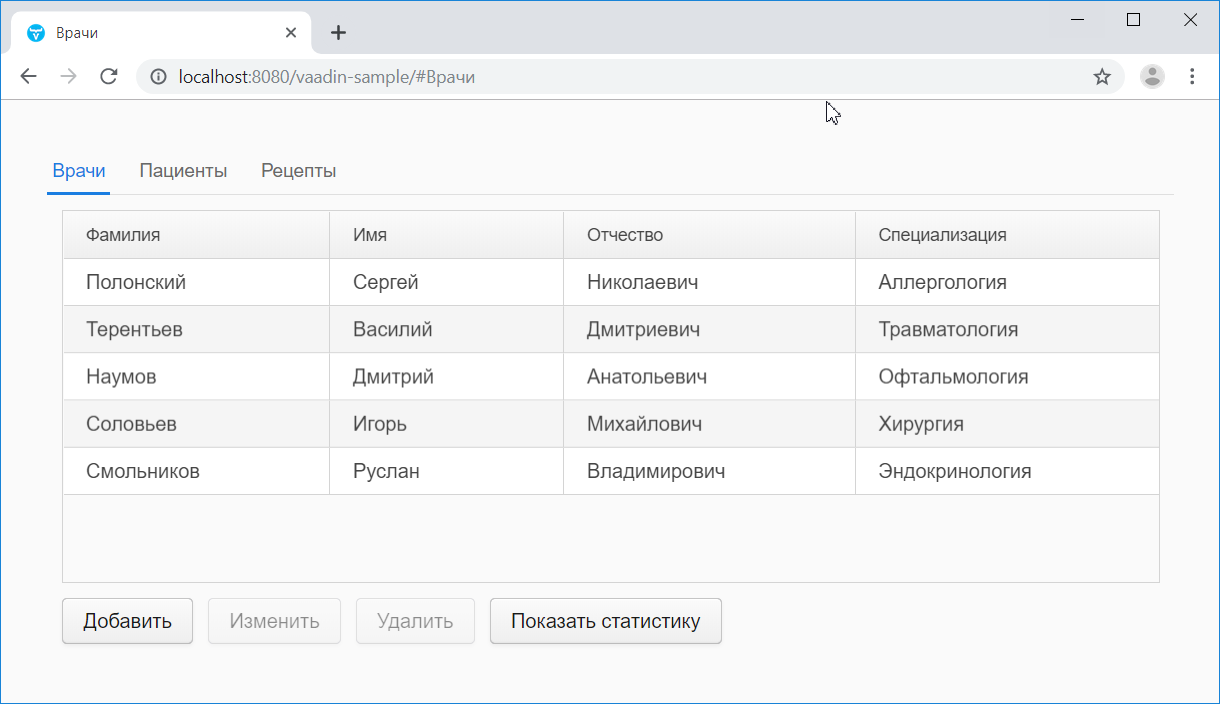 Врачи
localhost:8080/vaadin-sample/#Врачи
Врачи Пациенты Рецепты
Фамилия Имя Отчество Специализация
Полонский Сергей Николаевич Аллергология
Терентьев Василий Дмитриевич Травматология
Наумов Дмитрий Анатольевич Офтальмология
Соловьев Игорь Михайлович Хирургия
Смольников Руслан Владимирович Эндокринология
Добавить Изменить Удалить Показать статистику